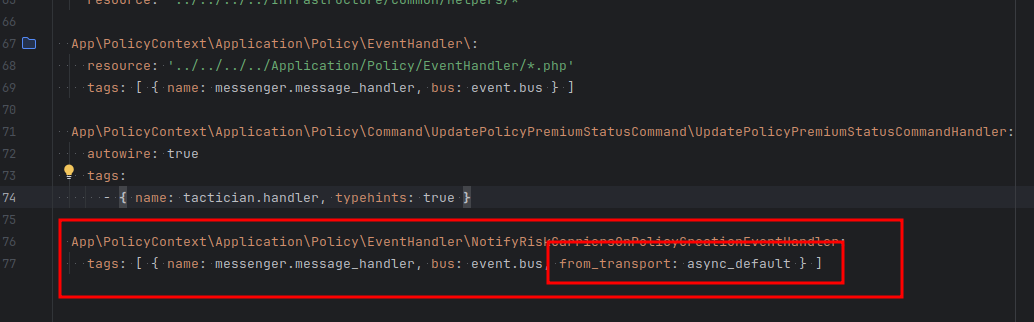 65 resource: '../../../../Infrastructure/Common/Helpers/*'
66
67 App\PolicyContext\Application\Policy\EventHandler\:
68 resource: '../../../../Application/Policy/EventHandler/*.php'
69 tags: [ { name: messenger.message_handler, bus: event.bus } ]
70
71 App\PolicyContext\Application\Policy\Command\UpdatePolicyPremiumStatusCommand\UpdatePolicyPremiumStatusCommandHandler:
72 autowire: true
73 tags:
74 - { name: tactician.handler, typehints: true }
75
76 App\PolicyContext\Application\Policy\EventHandler\NotifyRiskCarriersOnPolicyCreationEventHandler:
77 tags: [ { name: messenger.message_handler, bus: event.bus, from_transport: async_default } ]